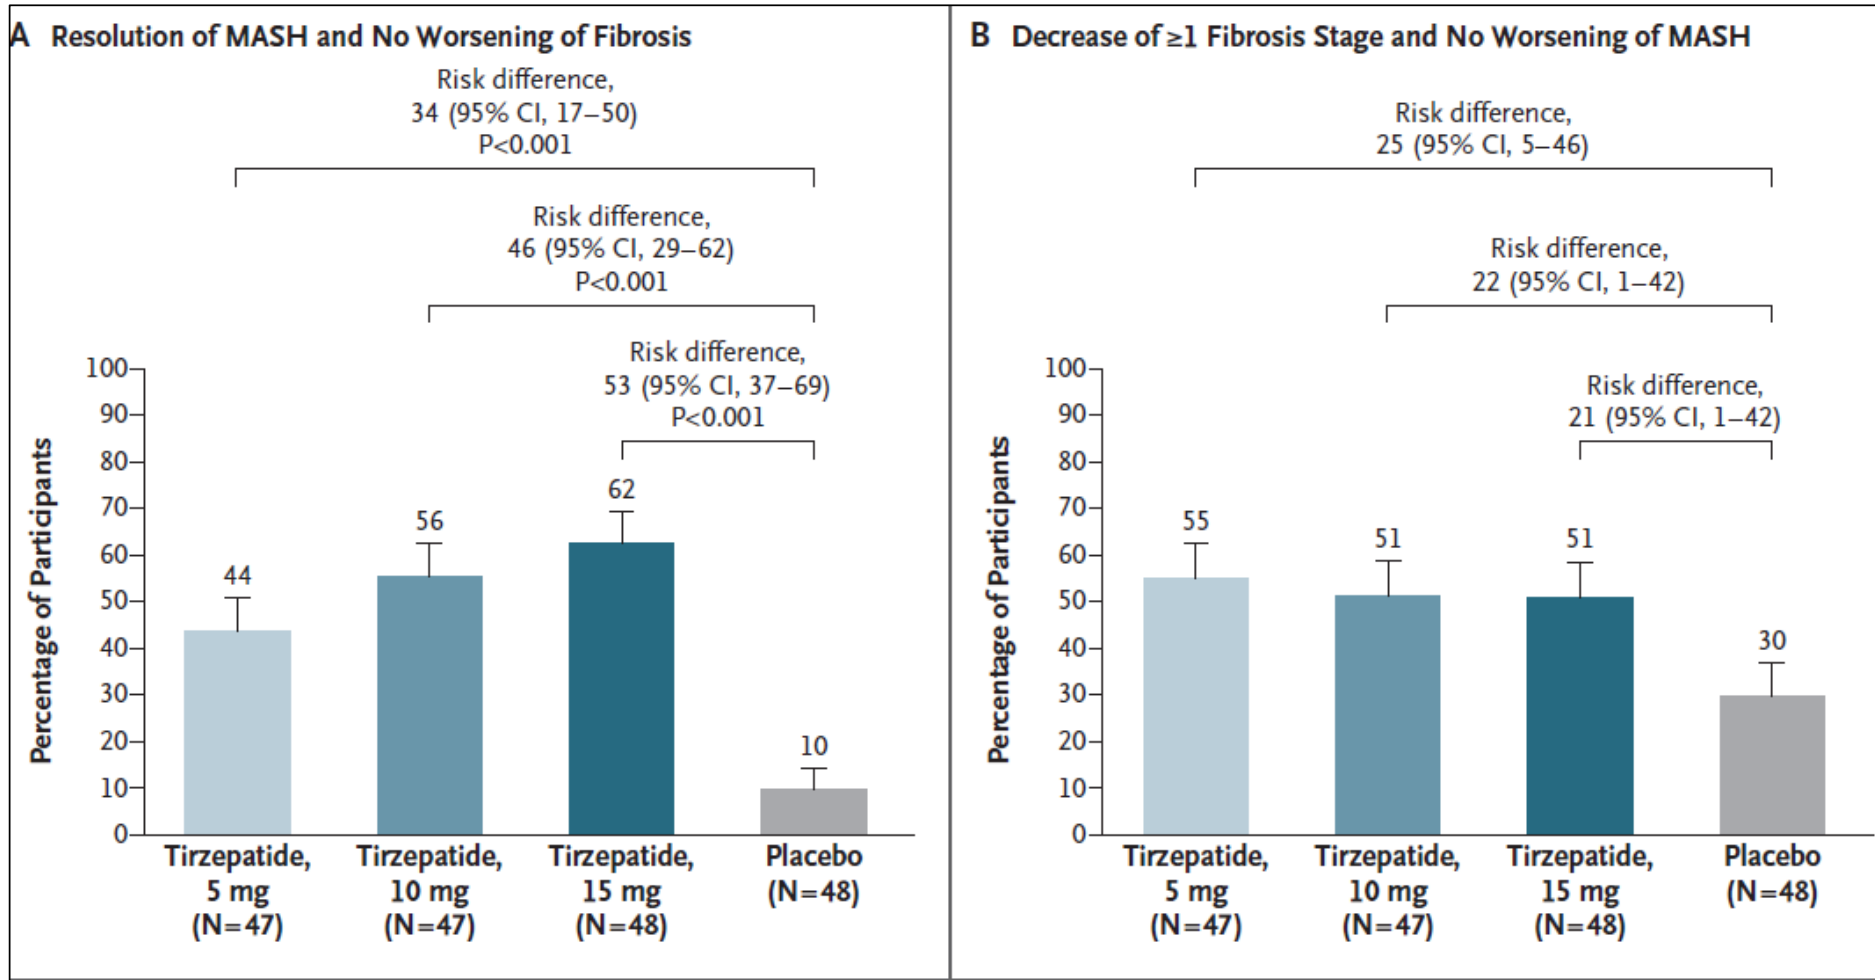 A Resolution of MASH and No Worsening of Fibrosis
Risk difference,
34 (95% CI, 17–50)
P<0.001
Risk difference,
46 (95% CI, 29–62)
P<0.001
Risk difference,
53 (95% CI, 37–69)
P<0.001
Percentage of Participants
100
90
80
70
60
50
40
30
20
10
0
44
56
62
10
Tirzepatide,
5 mg
(N=47)
Tirzepatide,
10 mg
(N=47)
Tirzepatide,
15 mg
(N=48)
Placebo
(N=48)
B Decrease of ≥1 Fibrosis Stage and No Worsening of MASH
Risk difference,
25 (95% CI, 5–46)
Risk difference,
22 (95% CI, 1–42)
Risk difference,
21 (95% CI, 1–42)
Percentage of Participants
100
90
80
70
60
50
40
30
20
10
0
55
51
51
30
Tirzepatide,
5 mg
(N=47)
Tirzepatide,
10 mg
(N=47)
Tirzepatide,
15 mg
(N=48)
Placebo
(N=48)